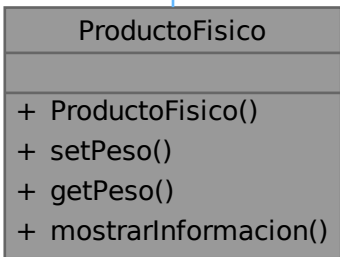 ProductoFisico
+ ProductoFisico()
+ setPeso()
+ getPeso()
+ mostrarInformacion()